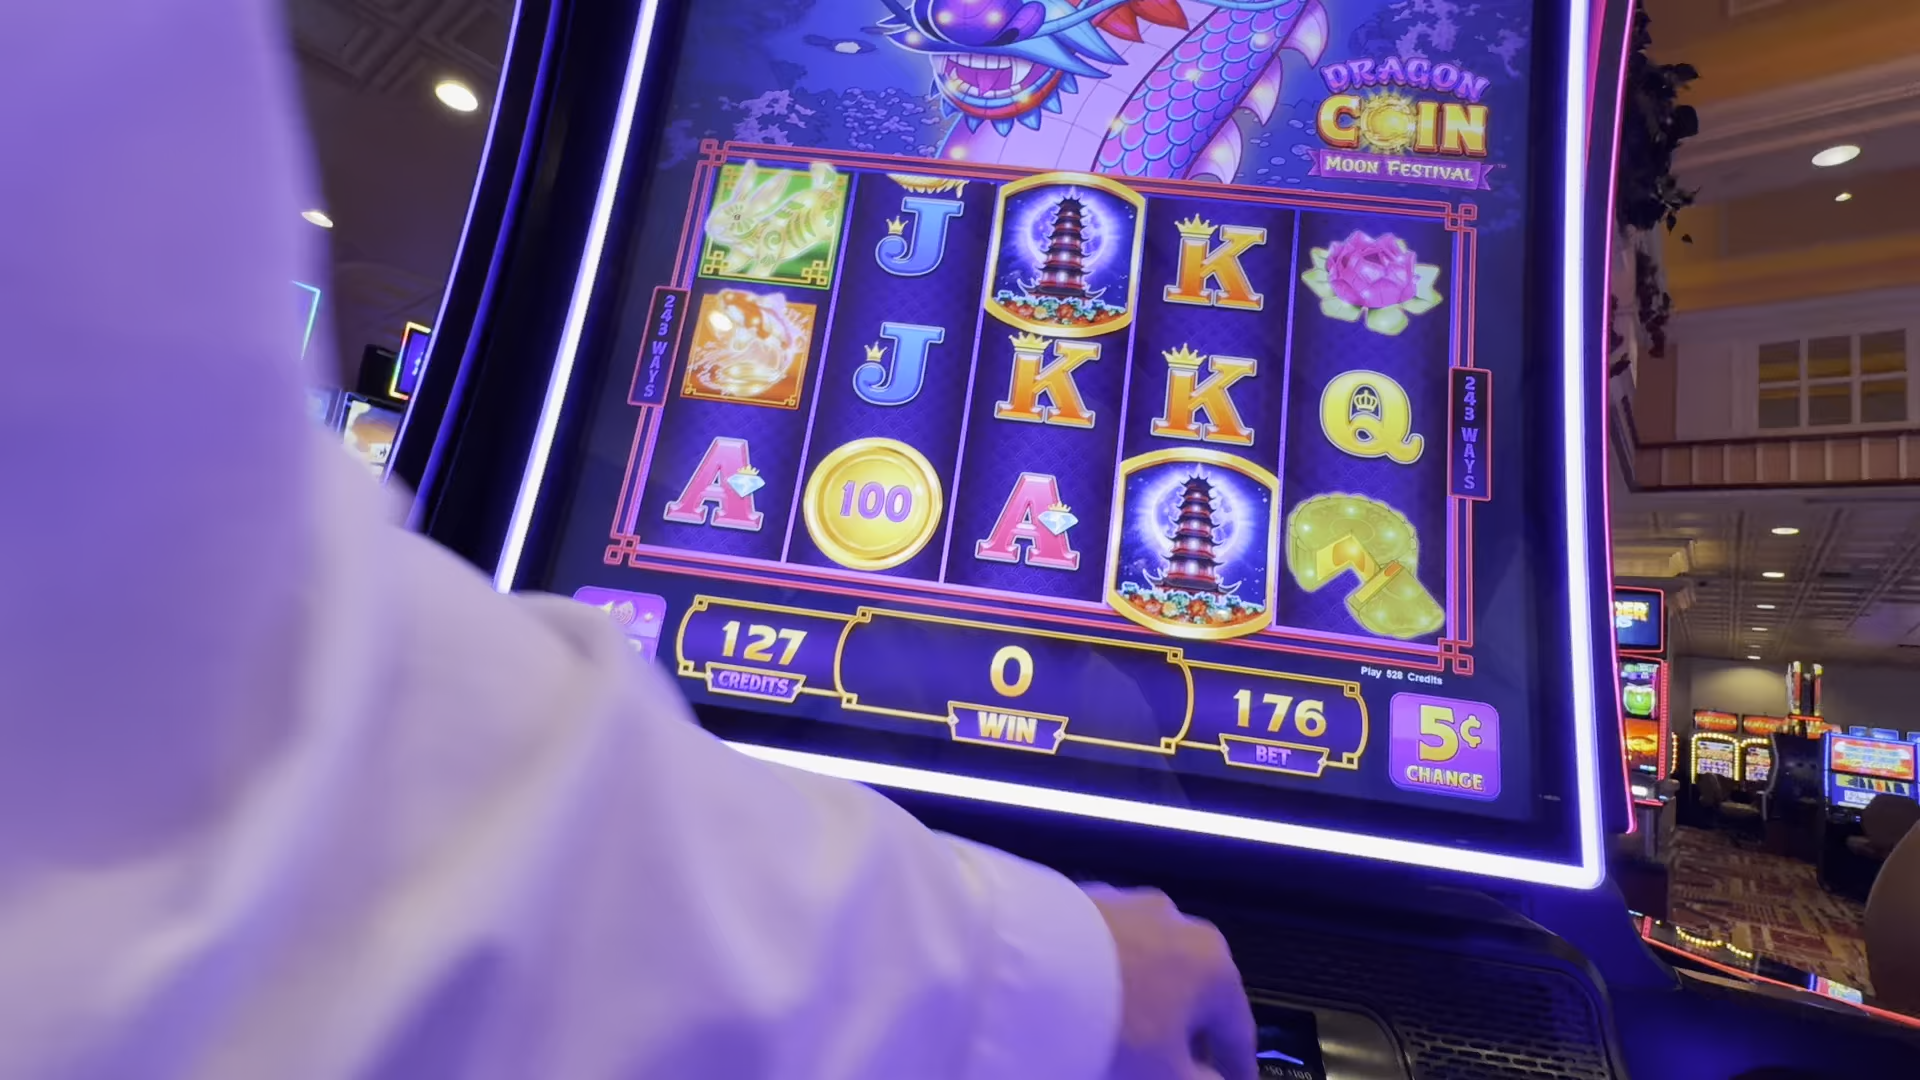 DRAGON
COIN
MOON FESTIVAL
J
K
243 WAYS
J
K
K
Q
243 WAYS
A
100
A
Play 528 Credits
127
CREDITS
0
WIN
176
BET
5¢
CHANGE